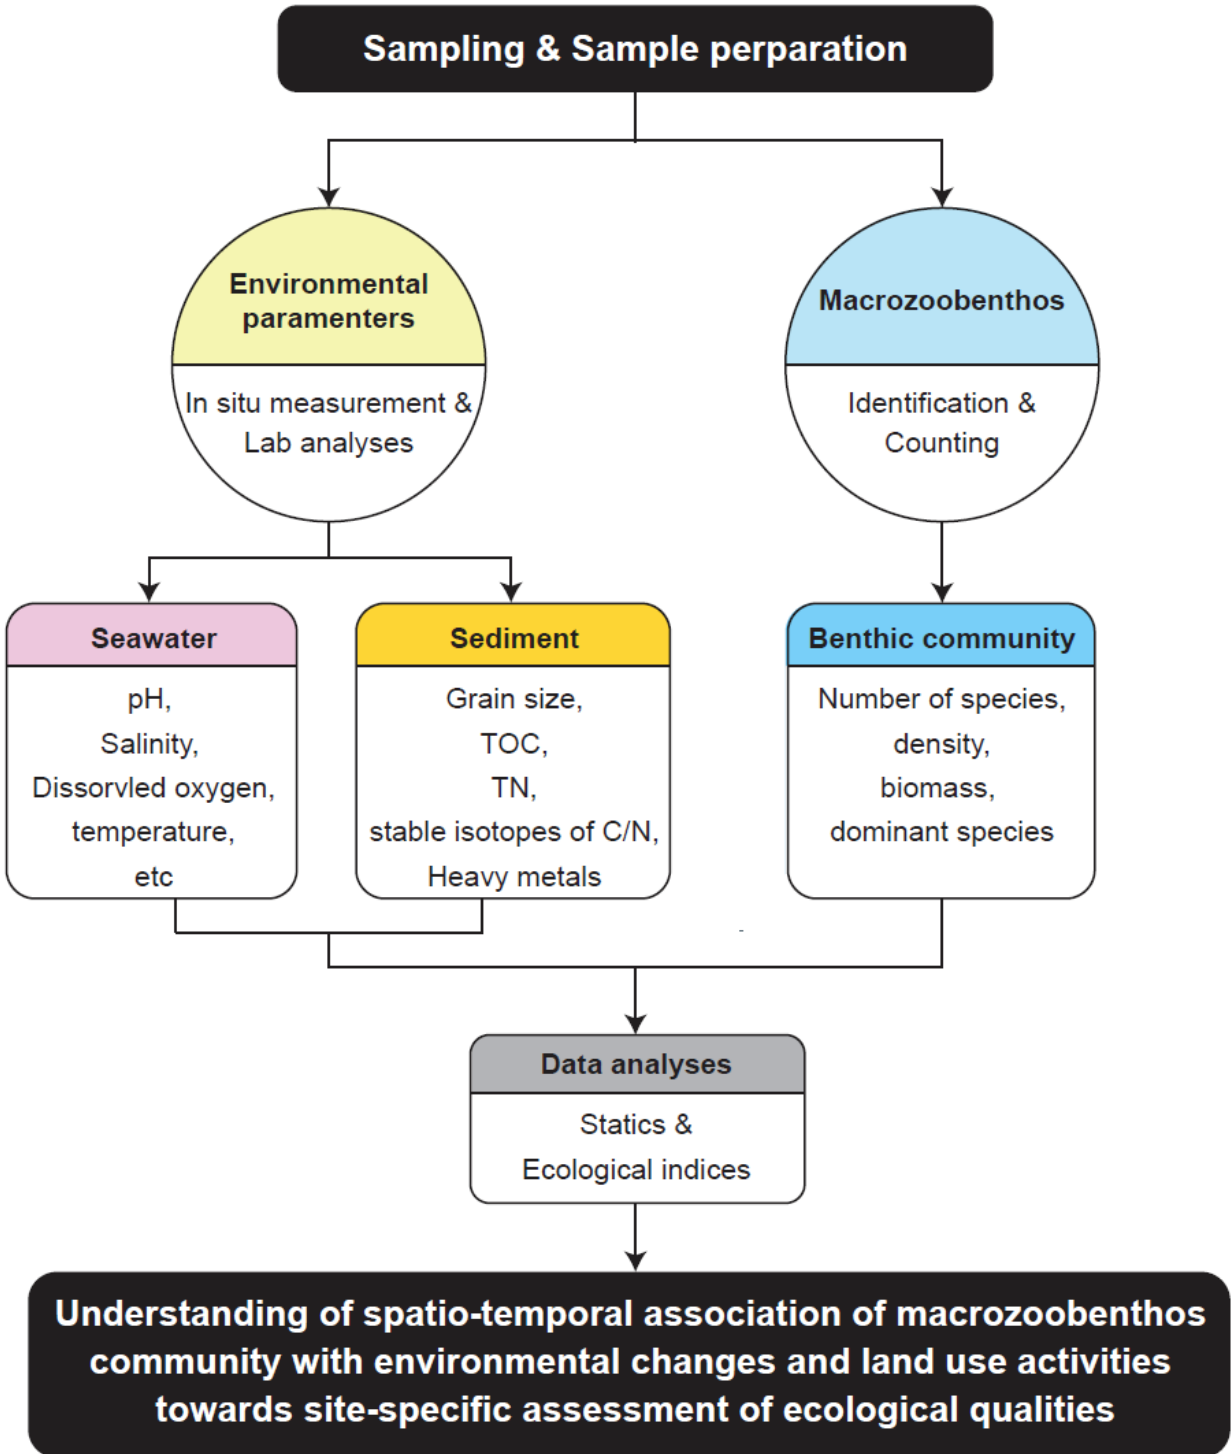 Sampling & Sample perparation
Environmental
paramenters
In situ measurement &
Lab analyses
Macrozoobenthos
Identification &
Counting
Seawater
pH,
Salinity,
Dissorvled oxygen,
temperature,
etc
Sediment
Grain size,
TOC,
TN,
stable isotopes of C/N,
Heavy metals
Benthic community
Number of species,
density,
biomass,
dominant species
Data analyses
Statics &
Ecological indices
Understanding of spatio-temporal association of macrozoobenthos
community with environmental changes and land use activities
towards site-specific assessment of ecological qualities